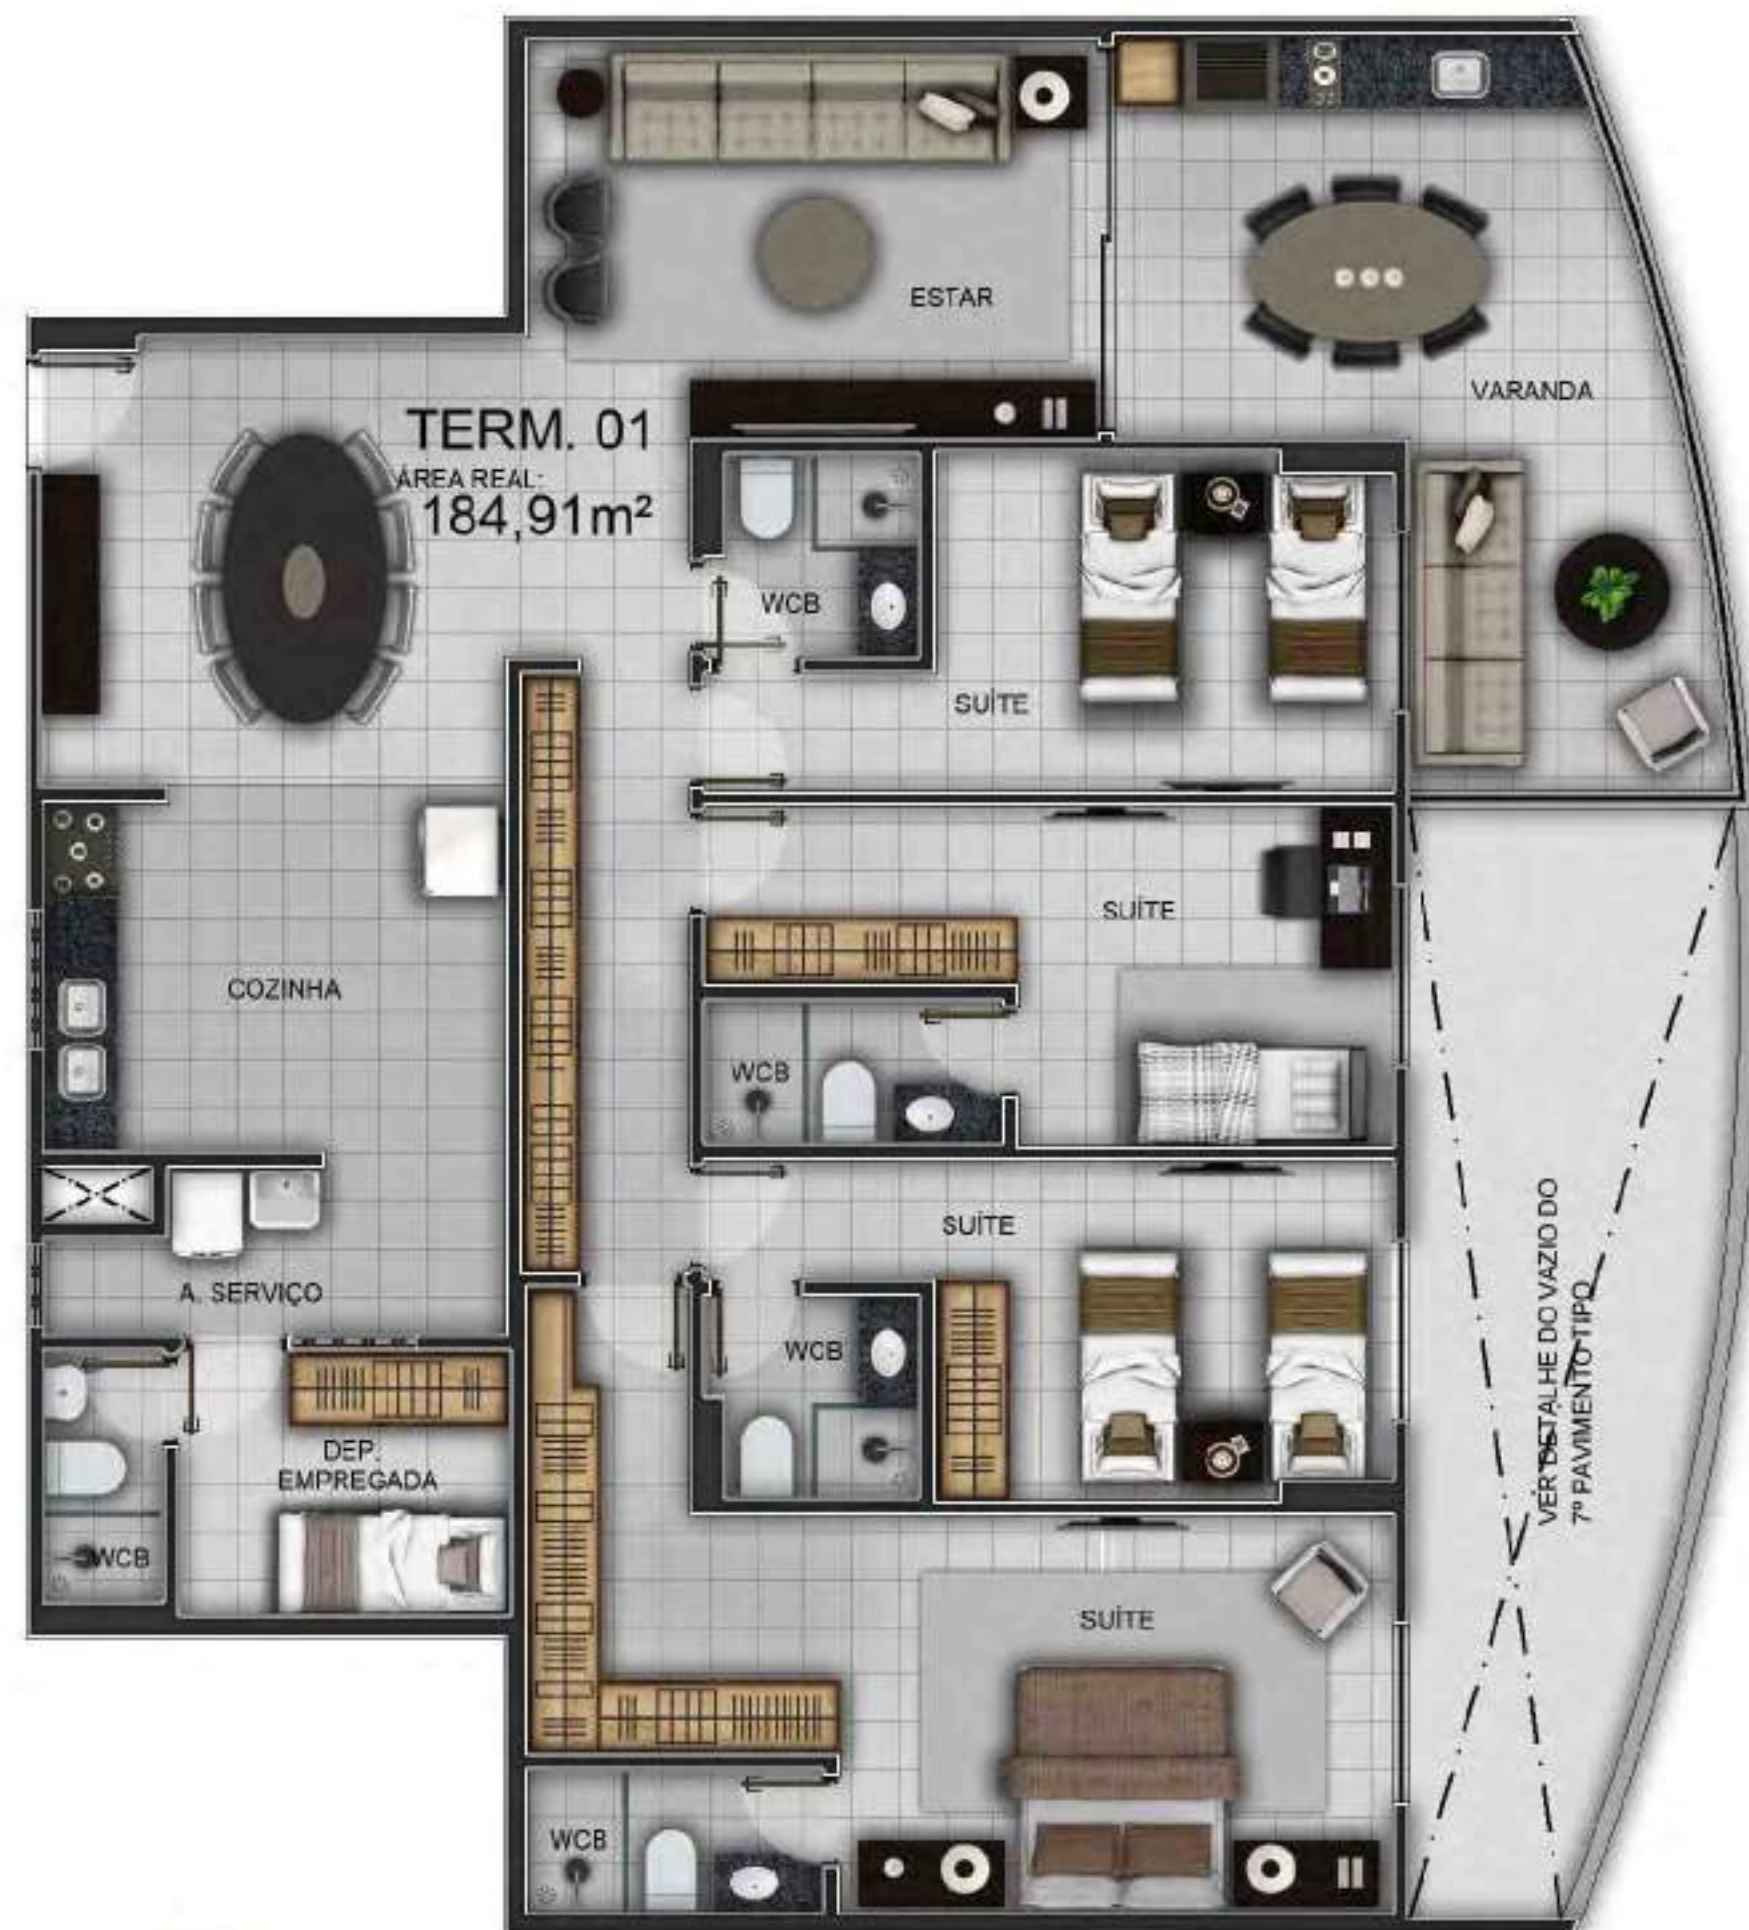 ESTAR
VARANDA
TERM. 01
ÁREA REAL:
184,91m²
WCB
SUÍTE
SUÍTE
COZINHA
WCB
SUÍTE
A. SERVIÇO
WCB
DEP.
EMPREGADA
WCB
SUÍTE
WCB
VER DETALHE DO VAZIO DO
7º PAVIMENTO TIPO